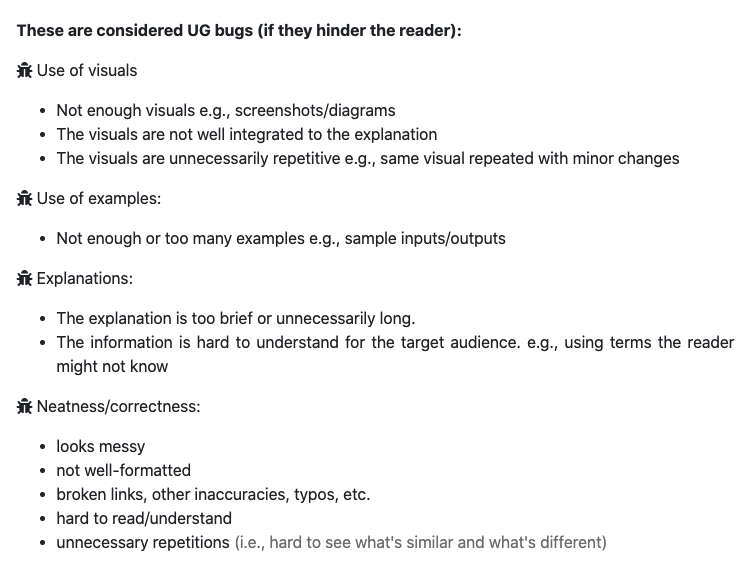 These are considered UG bugs (if they hinder the reader):
Use of visuals
• Not enough visuals e.g., screenshots/diagrams
• The visuals are not well integrated to the explanation
• The visuals are unnecessarily repetitive e.g., same visual repeated with minor changes
Use of examples:
• Not enough or too many examples e.g., sample inputs/outputs
Explanations:
• The explanation is too brief or unnecessarily long.
• The information is hard to understand for the target audience. e.g., using terms the reader
might not know
Neatness/correctness:
• looks messy
• not well-formatted
• broken links, other inaccuracies, typos, etc.
• hard to read/understand
• unnecessary repetitions (i.e., hard to see what's similar and what's different)